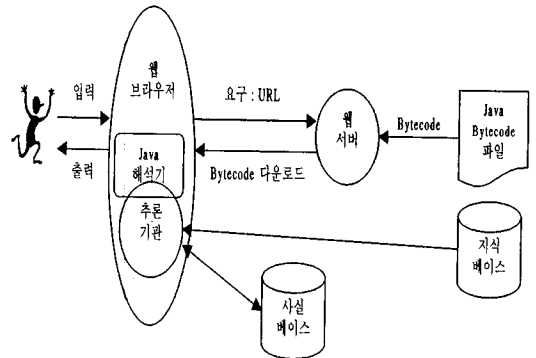 웹
브라우저
입력
출력
Java
해석기
추론
기관
요구 : URL
Bytecode 다운로드
웹
서버
Bytecode
Java
Bytecode
파일
지식
베이스
사실
베이스